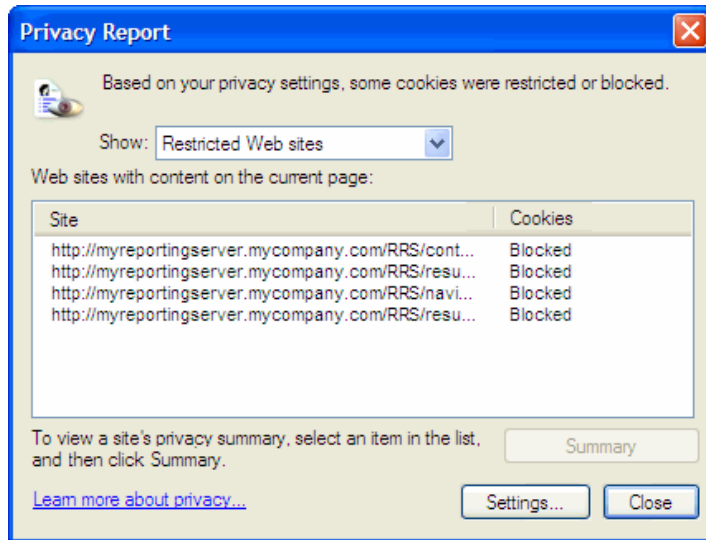 Privacy Report
Based on your privacy settings, some cookies were restricted or blocked.
Show: Restricted Web sites
Web sites with content on the current page:
Site Cookies
http://myreportingserver.mycompany.com/RRS/cont... Blocked
http://myreportingserver.mycompany.com/RRS/resu... Blocked
http://myreportingserver.mycompany.com/RRS/navi... Blocked
http://myreportingserver.mycompany.com/RRS/resu... Blocked
To view a site's privacy summary, select an item in the list,
and then click Summary.
Summary
Learn more about privacy...
Settings... Close